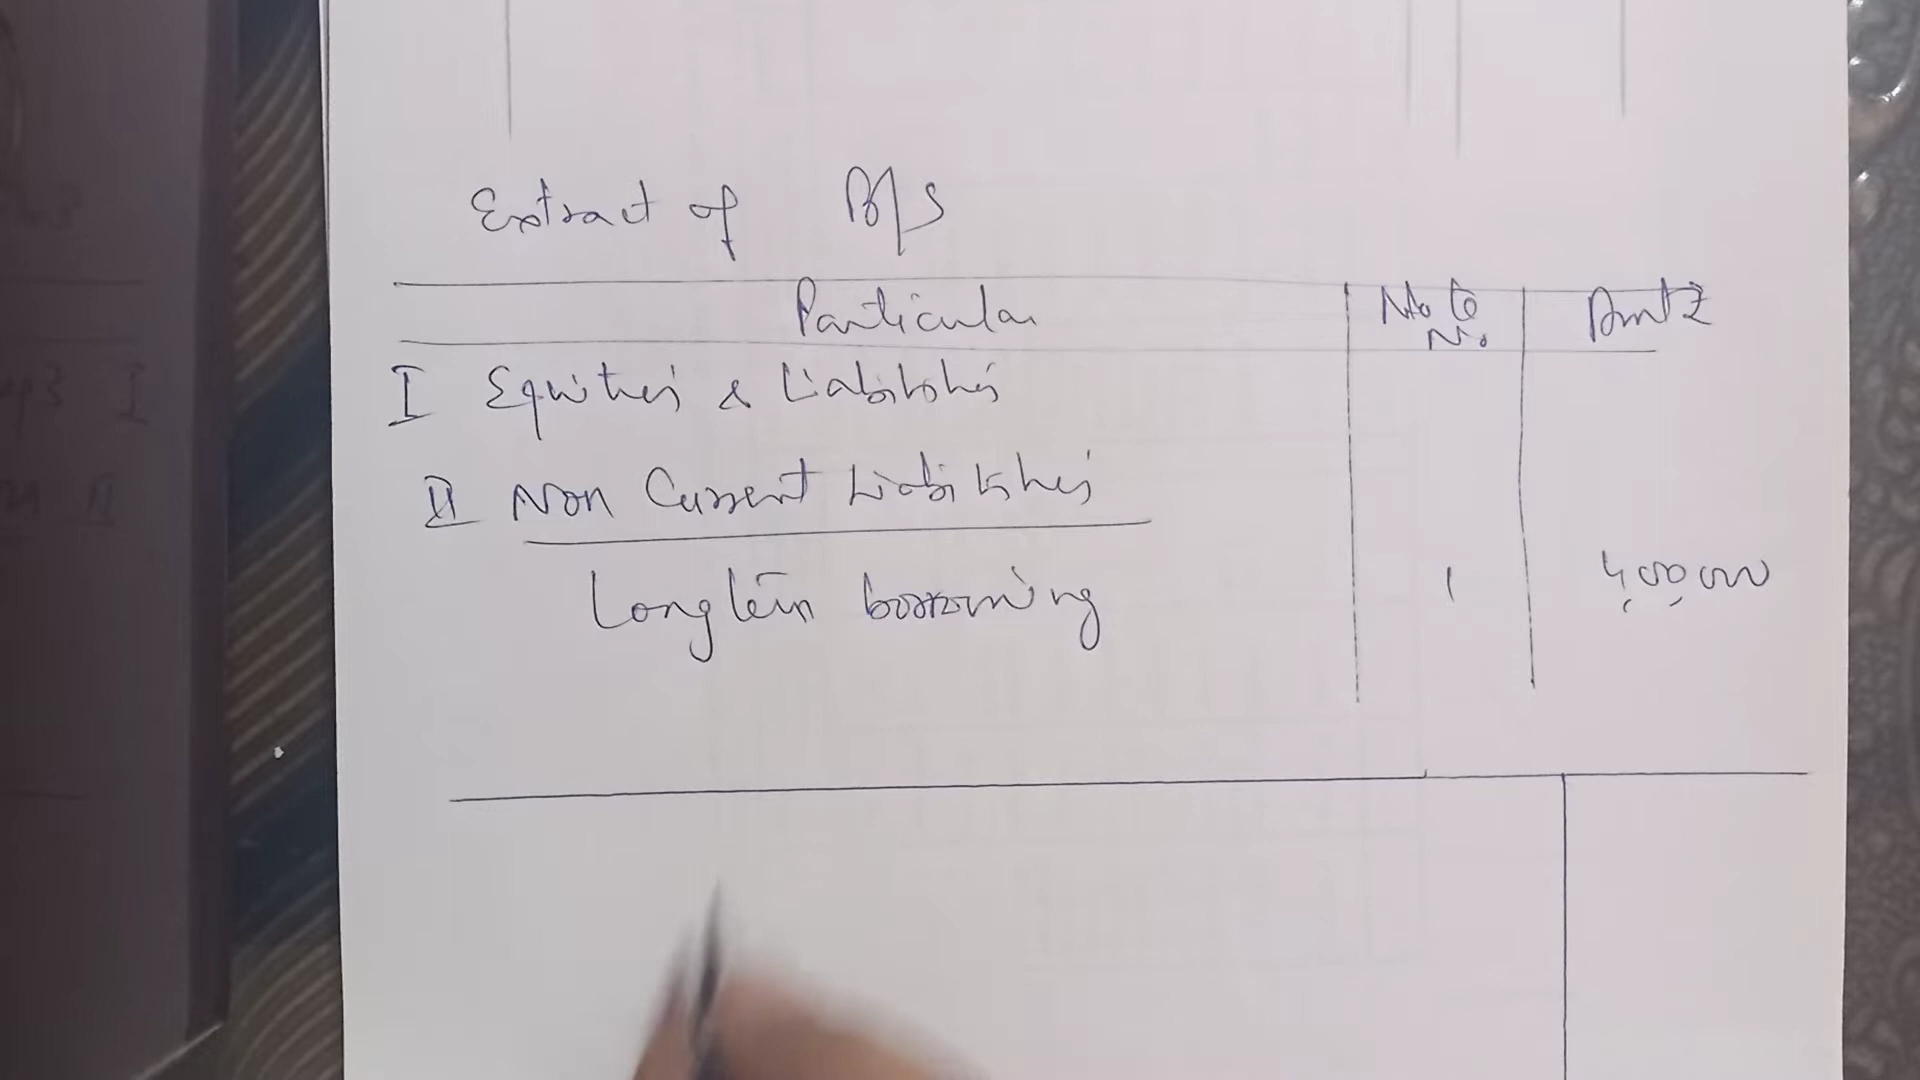 Extract of B/S
Particular Note No. Amt ₹
I Equities & Liabilities
II Non Current Liabilities
Long term borrowing 1 4,00,000